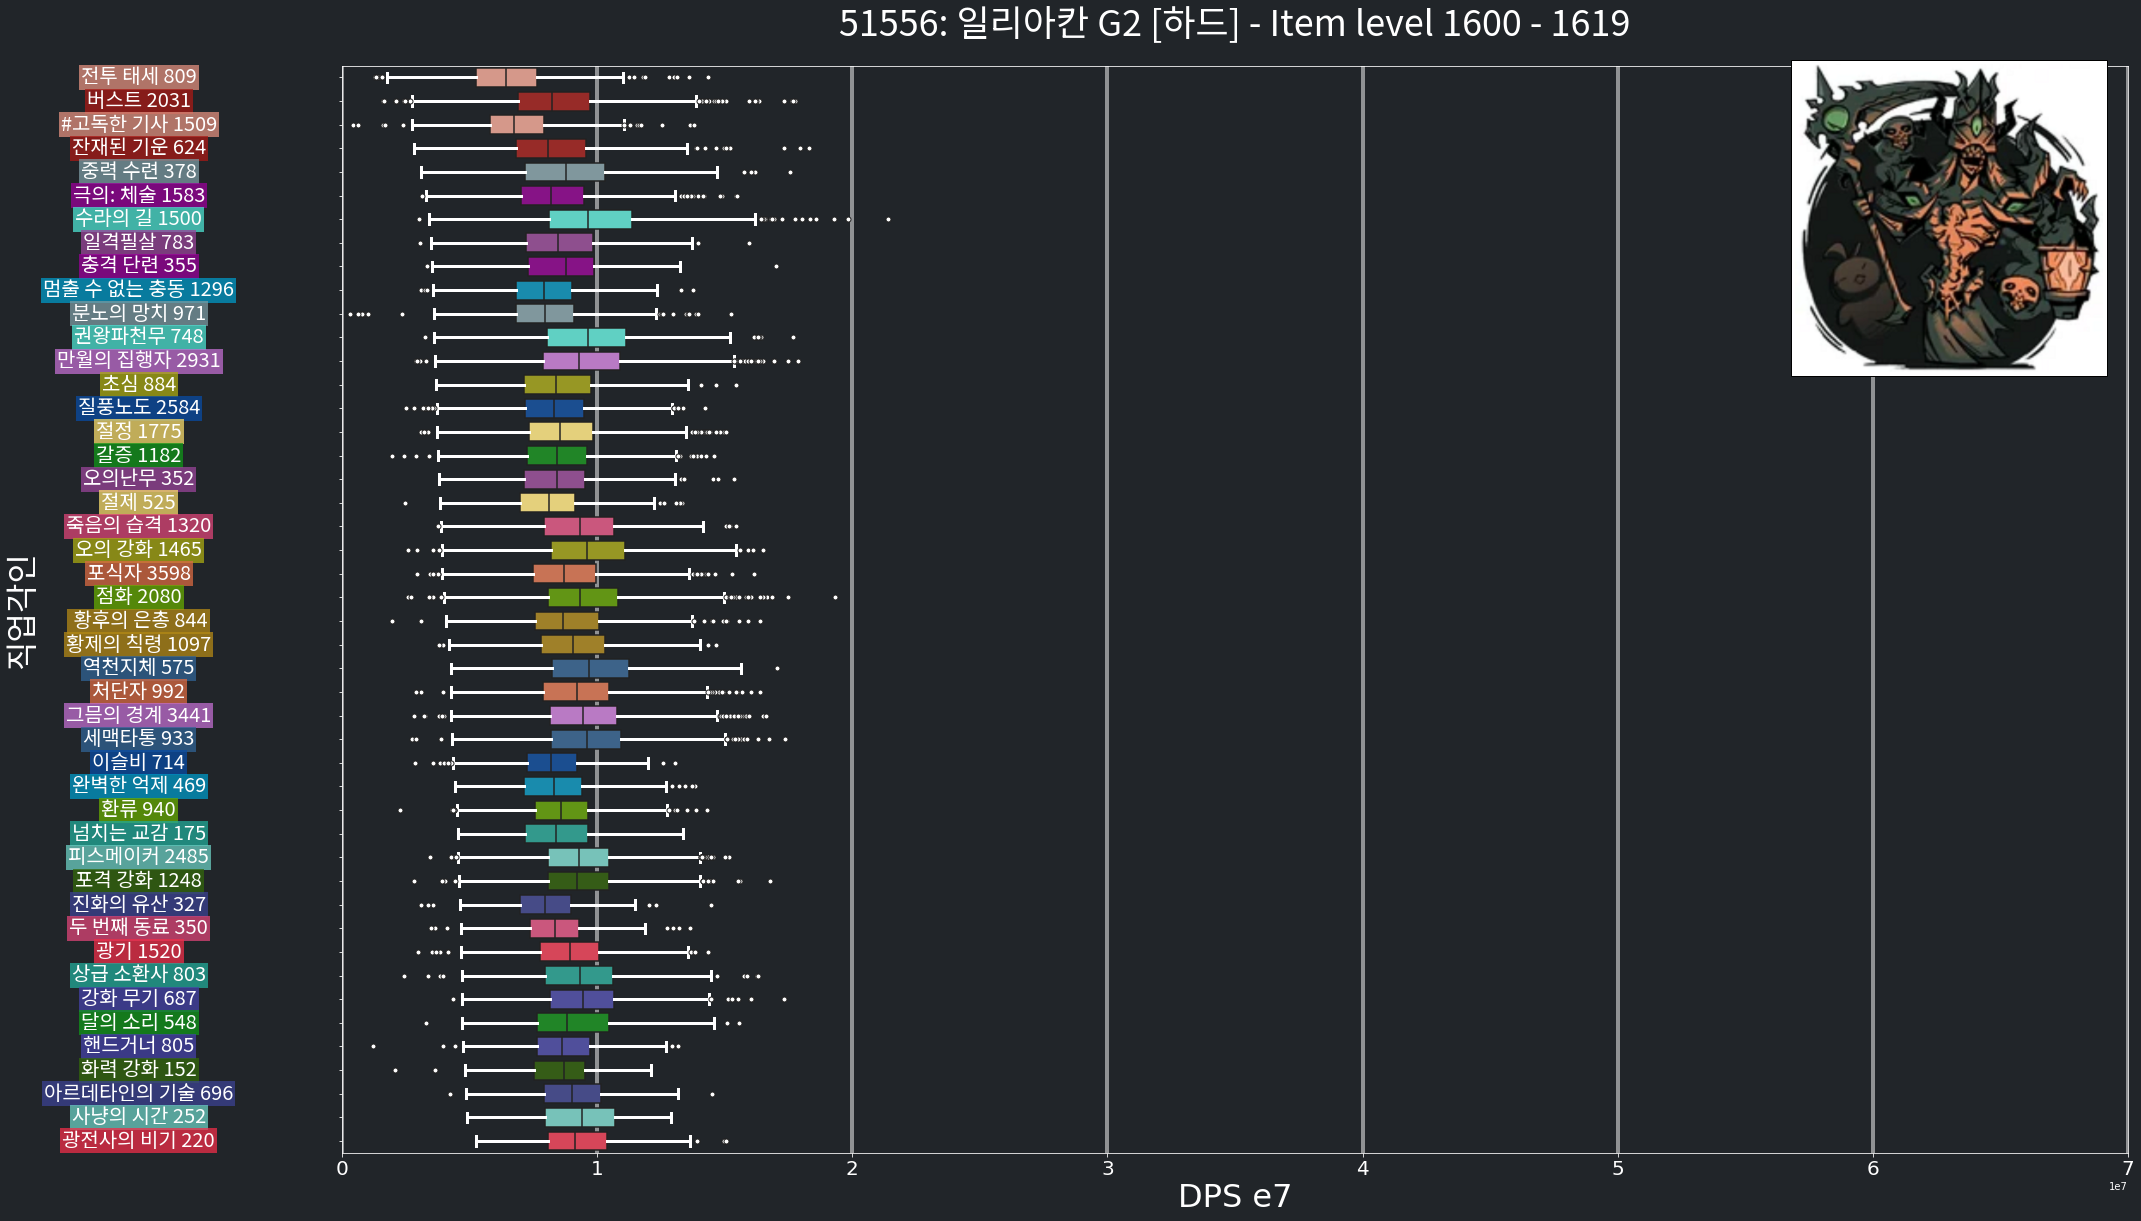 51556: 일리아칸 G2 [하드] - Item level 1600 - 1619
전투 태세 809
버스트 2031
#고독한 기사 1509
잔재된 기운 624
중력 수련 378
극의: 체술 1583
수라의 길 1500
일격필살 783
충격 단련 355
멈출 수 없는 충동 1296
분노의 망치 971
권왕파천무 748
만월의 집행자 2931
초심 884
질풍노도 2584
절정 1775
갈증 1182
오의난무 352
절제 525
죽음의 습격 1320
오의 강화 1465
포식자 3598
점화 2080
황후의 은총 844
황제의 칙령 1097
역천지체 575
처단자 992
그믐의 경계 3441
세맥타통 933
이슬비 714
완벽한 억제 469
환류 940
넘치는 교감 175
피스메이커 2485
포격 강화 1248
진화의 유산 327
두 번째 동료 350
광기 1520
상급 소환사 803
강화 무기 687
달의 소리 548
핸드거너 805
화력 강화 152
아르데타인의 기술 696
사냥의 시간 252
광전사의 비기 220
직업각인
0 1 2 3 4 5 6 7
1e7
DPS e7